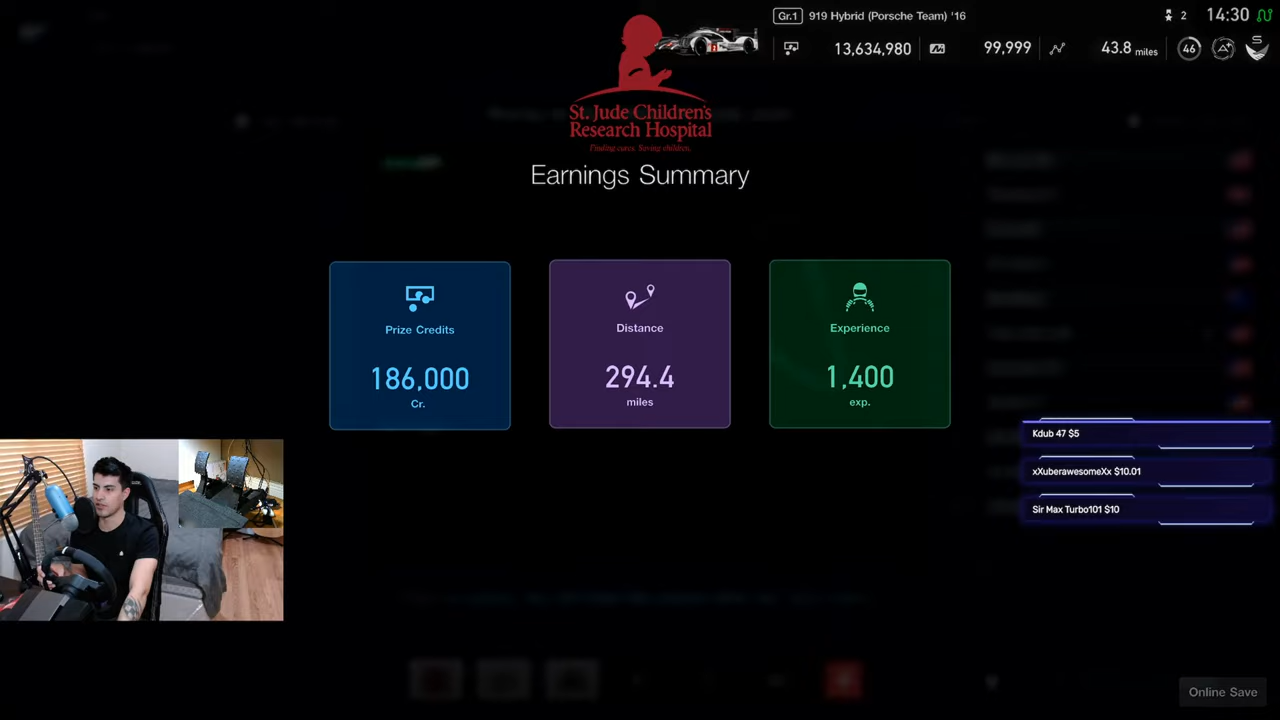 Gr.1 919 Hybrid (Porsche Team) '16
2 14:30
13,634,980 99,999 43.8 miles 46 S
St. Jude Children's
Research Hospital
Finding cures. Saving children.
Earnings Summary
Prize Credits
186,000
Cr.
Distance
294.4
miles
Experience
1,400
exp.
Kdub 47 $5
xXuberawesomeXx $10.01
Sir Max Turbo101 $10
Online Save